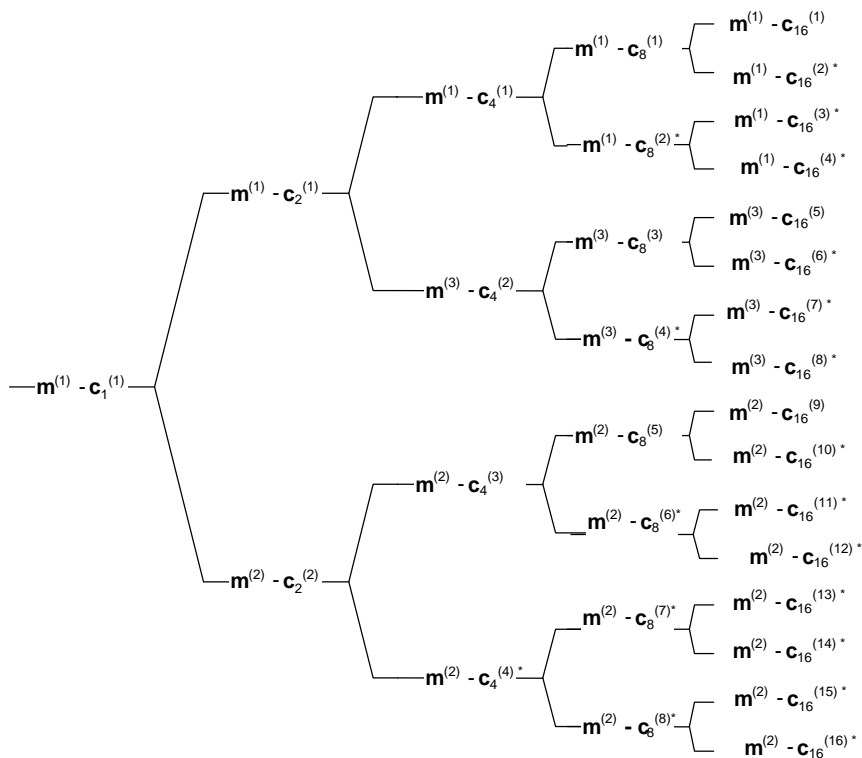 m(1) - c16(1)
m(1) - c8(1)
m(1) - c16(2) *
m(1) - c4(1)
m(1) - c16(3) *
m(1) - c8(2) *
m(1) - c16(4) *
m(1) - c2(1)
m(3) - c16(5)
m(3) - c8(3)
m(3) - c16(6) *
m(3) - c4(2)
m(3) - c16(7) *
m(3) - c8(4) *
m(3) - c16(8) *
m(1) - c1(1)
m(2) - c16(9)
m(2) - c8(5)
m(2) - c16(10) *
m(2) - c4(3)
m(2) - c16(11) *
m(2) - c8(6)*
m(2) - c16(12) *
m(2) - c2(2)
m(2) - c16(13) *
m(2) - c8(7)*
m(2) - c16(14) *
m(2) - c4(4) *
m(2) - c16(15) *
m(2) - c8(8)*
m(2) - c16(16) *